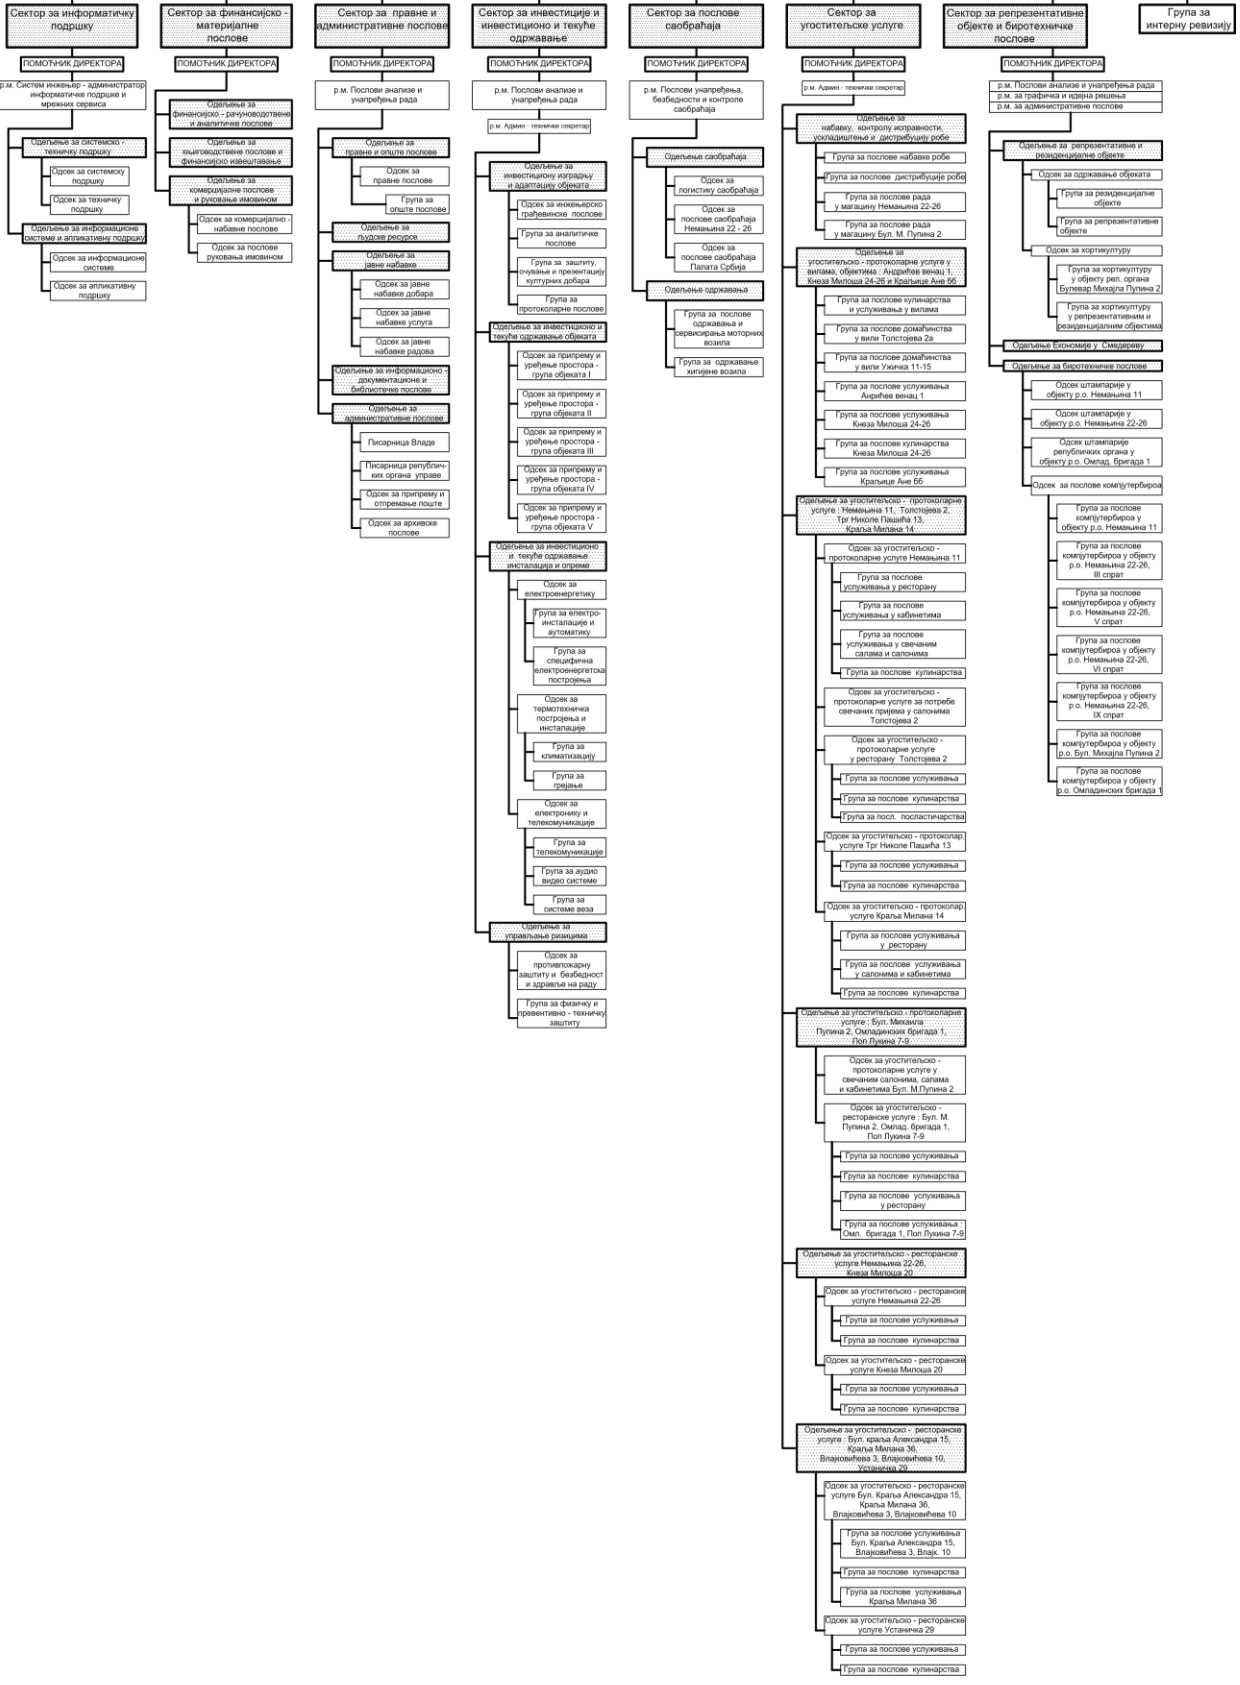 Сектор за информатичку
подршку
ПОМОЋНИК ДИРЕКТОРА
р.м. Систем инжењер - администратор
информатичке подршке и
мрежних сервиса
Одељење за системско -
техничку подршку
Одсек за системску
подршку
Одсек за техничку
подршку
Одељење за информационе
системе и апликативну подршку
Одсек за информационе
системе
Одсек за апликативну
подршку
Сектор за финансијско -
материјалне
послове
ПОМОЋНИК ДИРЕКТОРА
Одељење за
финансијско - рачуноводствене
и аналитичке послове
Одељење за
књиговодствене послове и
финансијско извештавање
Одељење за
комерцијалне послове
и руковање имовином
Одсек за комерцијално -
набавне послове
Одсек за послове
руковања имовином
Сектор за правне и
административне послове
ПОМОЋНИК ДИРЕКТОРА
р.м. Послови анализе и
унапређења рада
Одељење за
правне и опште послове
Одсек за
правне послове
Група за
опште послове
Одељење за
људске ресурсе
Одељење за
јавне набавке
Одсек за јавне
набавке добара
Одсек за јавне
набавке услуга
Одсек за јавне
набавке радова
Одељење за информационо -
документационе и
библиотечке послове
Одељење за
административне послове
Писарница Владе
Писарница републич-
ких органа управе
Одсек за припрему и
отпремање поште
Одсек за архивске
послове
Сектор за инвестиције и
инвестиционо и текуће
одржавање
ПОМОЋНИК ДИРЕКТОРА
р.м. Послови анализе и
унапређења рада
р.м. Админ - технички секретар
Одељење за
инвестициону изградњу
и адаптацију објеката
Одсек за инжењерско
грађевинске послове
Група за аналитичке
послове
Група за заштиту,
очување и презентацију
културних добара
Група за
протоколарне послове
Одељење за инвестиционо и
текуће одржавање објеката
Одсек за припрему и
уређење простора -
група објеката I
Одсек за припрему и
уређење простора -
група објеката II
Одсек за припрему и
уређење простора -
група објеката III
Одсек за припрему и
уређење простора -
група објеката IV
Одсек за припрему и
уређење простора -
група објеката V
Одељење за инвестиционо
и текуће одржавање
инсталација и опреме
Одсек за
електроенергетику
Група за електро-
инсталације и
аутоматику
Група за
специфична
електроенергетска
постројења
Одсек за
термотехничка
постројења и
инсталације
Група за
климатизацију
Група за
грејање
Одсек за
електронику и
телекомуникације
Група за
телекомуникације
Група за аудио
видео системе
Група за
системе веза
Одељење за
управљање ризицима
Одсек за
противпожарну
заштиту и безбедност
и здравље на раду
Група за физичку и
превентивно - техничку
заштиту
Сектор за послове
саобраћаја
ПОМОЋНИК ДИРЕКТОРА
р.м. Послови унапређења,
безбедности и контроле
саобраћаја
Одељење саобраћаја
Одсек за
логистику саобраћаја
Одсек за
послове саобраћаја
Немањина 22 - 26
Одсек за
послове саобраћаја
Палата Србија
Одељење одржавања
Група за послове
одржавања и
сервисирања моторних
возила
Група за одржавање
хигијене возила
Сектор за
угоститељске услуге
ПОМОЋНИК ДИРЕКТОРА
р.м. Админ - технички секретар
Одељење за
набавку, контролу исправности,
ускладиштење и дистрибуцију робе
Група за послове набавке робе
Група за послове дистрибуције робе
Група за послове рада
у магацину Немањина 22-26
Група за послове рада
у магацину Бул. М. Пупина 2
Одељење за
угоститељско - протоколарне услуге у
вилама, објектима : Андрићев венац 1,
Кнеза Милоша 24-26 и Краљице Ане бб
Група за послове кулинарства
и услуживања у вилама
Група за послове домаћинства
у вили Толстојева 2а
Група за послове домаћинства
у вили Ужичка 11-15
Група за послове услуживања
Анрићев венац 1
Група за послове услуживања
Кнеза Милоша 24-26
Група за послове кулинарства
Кнеза Милоша 24-26
Група за послове услуживања
Краљице Ане бб
Одељење за угоститељско - протоколарне
услуге : Немањина 11, Толстојева 2,
Трг Николе Пашића 13,
Краља Милана 14
Одсек за угоститељско -
протоколарне услуге Немањина 11
Група за послове
услуживања у ресторану
Група за послове
услуживања у кабинетима
Група за послове
услуживања у свечаним
салама и салонима
Група за послове кулинарства
Одсек за угоститељско -
протоколарне услуге за потребе
свечаних пријема у салонима
Толстојева 2
Одсек за угоститељско -
протоколарне услуге
у ресторану Толстојева 2
Група за послове услуживања
Група за послове кулинарства
Група за посл. посластичарства
Одсек за угоститељско - протоколар.
услуге Трг Николе Пашића 13
Група за послове услуживања
Група за послове кулинарства
Одсек за угоститељско - протоколар.
услуге Краља Милана 14
Група за послове услуживања
у ресторану
Група за послове услуживања
у салонима и кабинетима
Група за послове кулинарства
Одељење за угоститељско - протоколарне
услуге : Бул. Михаила
Пупина 2, Омладинских бригада 1,
Поп Лукина 7-9
Одсек за угоститељско -
протоколарне услуге у
свечаним салонима, салама
и кабинетима Бул. М.Пупина 2
Одсек за угоститељско -
ресторанске услуге : Бул. М.
Пупина 2, Омлад. бригада 1,
Поп Лукина 7-9
Група за послове услуживања
Група за послове кулинарства
Група за послове услуживања
у ресторану
Група за послове услуживања :
Омл. бригада 1, Поп Лукина 7-9
Одељење за угоститељско - ресторанске
услуге Немањина 22-26,
Кнеза Милоша 20
Одсек за угоститељско - ресторанске
услуге Немањина 22-26
Група за послове услуживања
Група за послове кулинарства
Одсек за угоститељско - ресторанске
услуге Кнеза Милоша 20
Група за послове услуживања
Група за послове кулинарства
Одељење за угоститељско - ресторанске
услуге : Бул. краља Александра 15,
Краља Милана 36,
Влајковићева 3, Влајковићева 10,
Устаничка 29
Одсек за угоститељско - ресторанске
услуге Бул. Краља Александра 15,
Краља Милана 36,
Влајковићева 3, Влајковићева 10
Група за послове услуживања
Бул. Краља Александра 15,
Влајковићева 3, Влајк. 10
Група за послове кулинарства
Група за послове услуживања
Краља Милана 36
Одсек за угоститељско - ресторанске
услуге Устаничка 29
Група за послове услуживања
Група за послове кулинарства
Сектор за репрезентативне
објекте и биротехничке
послове
ПОМОЋНИК ДИРЕКТОРА
р.м. Послови анализе и унапређења рада
р.м. за графичка и идејна решења
р.м. за административне послове
Одељење за репрезентативне и
резиденцијалне објекте
Одсек за одржавање објеката
Група за резиденцијалне
објекте
Група за репрезентативне
објекте
Одсек за хортикултуру
Група за хортикултуру
у објекту реп. органа
Булевар Михајла Пупина 2
Група за хортикултуру
у репрезентативним и
резиденцијалним објектима
Одељење Економије у Смедереву
Одељење за биротехничке послове
Одсек штампарије у
објекту р.о. Немањина 11
Одсек штампарије у
објекту р.о. Немањина 22-26
Одсек штампарије
републичких органа у
објекту р.о. Омлад. бригада 1
Одсек за послове компјутербироа
Група за послове
компјутербироа у
објекту р.о. Немањина 11
Група за послове
компјутербироа у објекту
р.о. Немањина 22-26,
III спрат
Група за послове
компјутербироа у објекту
р.о. Немањина 22-26,
V спрат
Група за послове
компјутербироа у објекту
р.о. Немањина 22-26,
VI спрат
Група за послове
компјутербироа у објекту
р.о. Немањина 22-26,
IX спрат
Група за послове
компјутербироа у објекту
р.о. Бул. Михајла Пупина 2
Група за послове
компјутербироа у објекту
р.о. Омладинских бригада 1
Група за
интерну ревизију